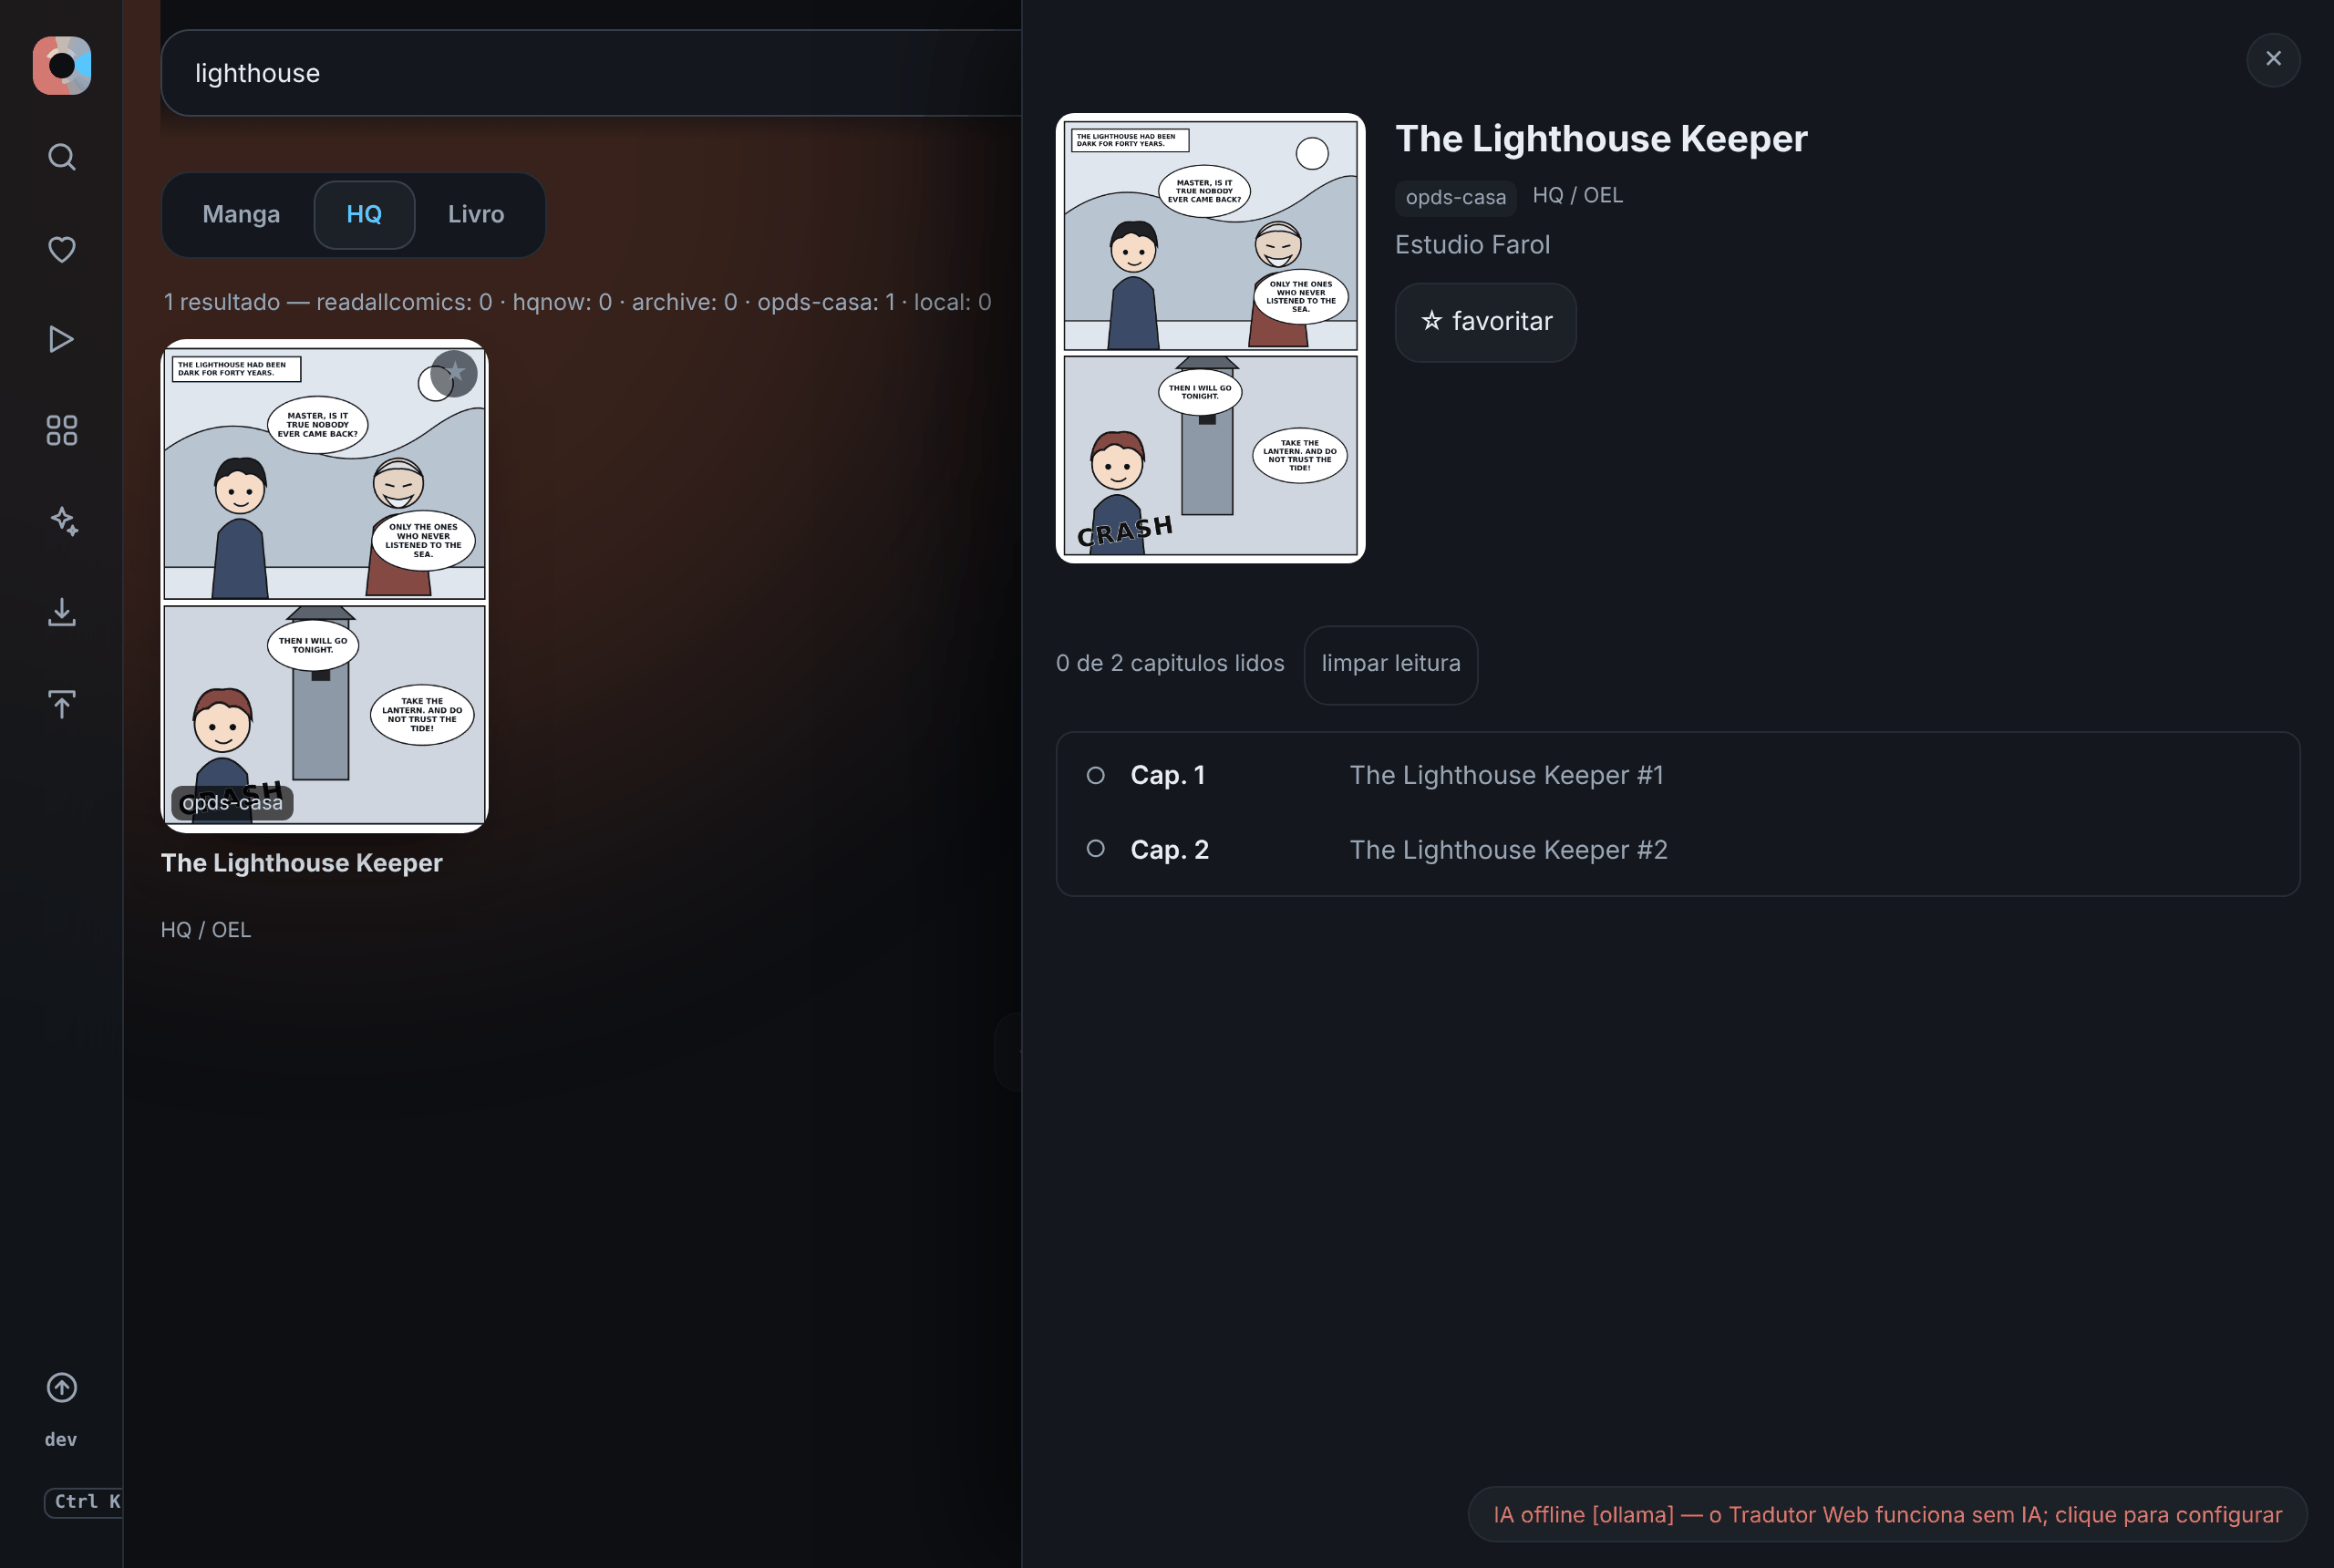 lighthouse
Manga
HQ
Livro
1 resultado — readallcomics: 0 · hqnow: 0 · archive: 0 · opds-casa: 1 · local: 0
THE LIGHTHOUSE HAD BEEN
DARK FOR FORTY YEARS.
MASTER, IS IT
TRUE NOBODY
EVER CAME BACK?
ONLY THE ONES
WHO NEVER
LISTENED TO THE
SEA.
THEN I WILL GO
TONIGHT.
TAKE THE
LANTERN. AND DO
NOT TRUST THE
TIDE!
CRASH
opds-casa
The Lighthouse Keeper
HQ / OEL
dev
Ctrl K
THE LIGHTHOUSE HAD BEEN
DARK FOR FORTY YEARS.
MASTER, IS IT
TRUE NOBODY
EVER CAME BACK?
ONLY THE ONES
WHO NEVER
LISTENED TO THE
SEA.
THEN I WILL GO
TONIGHT.
TAKE THE
LANTERN. AND DO
NOT TRUST THE
TIDE!
CRASH
The Lighthouse Keeper
opds-casa HQ / OEL
Estudio Farol
☆ favoritar
0 de 2 capitulos lidos
limpar leitura
Cap. 1 The Lighthouse Keeper #1
Cap. 2 The Lighthouse Keeper #2
IA offline [ollama] — o Tradutor Web funciona sem IA; clique para configurar